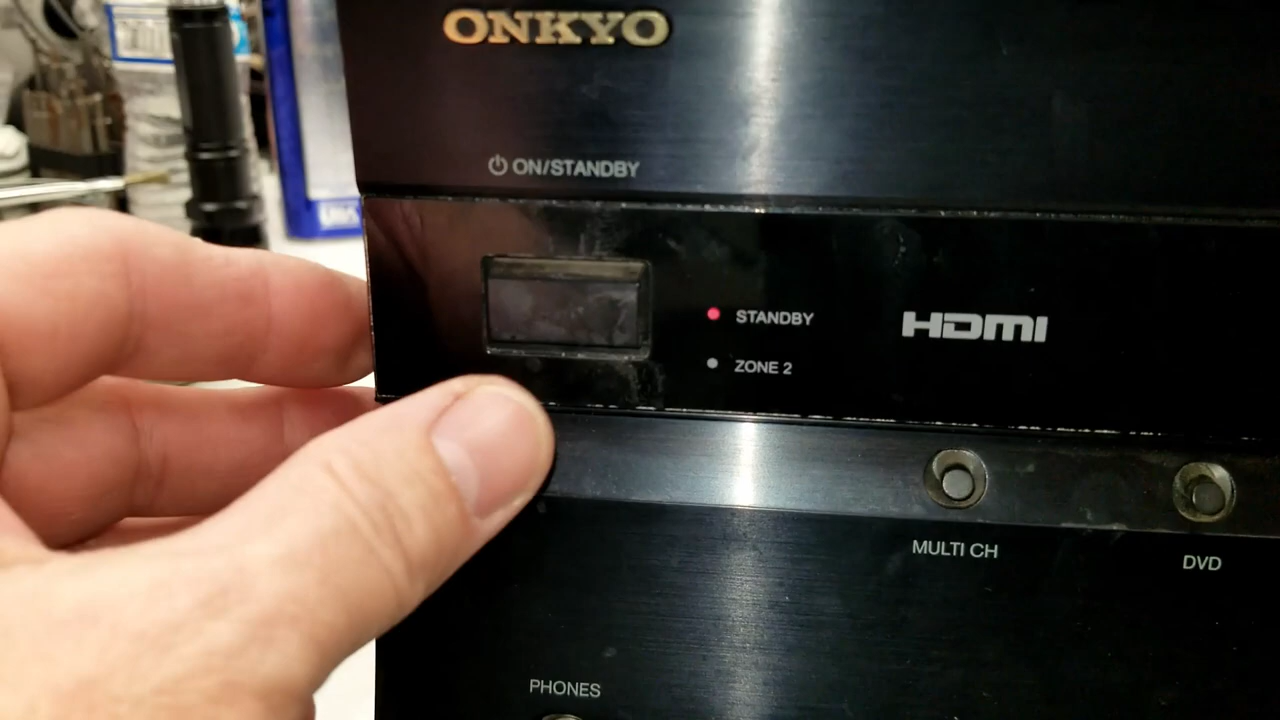 ONKYO
ON/STANDBY
STANDBY
HDMI
ZONE 2
MULTI CH
DVD
PHONES